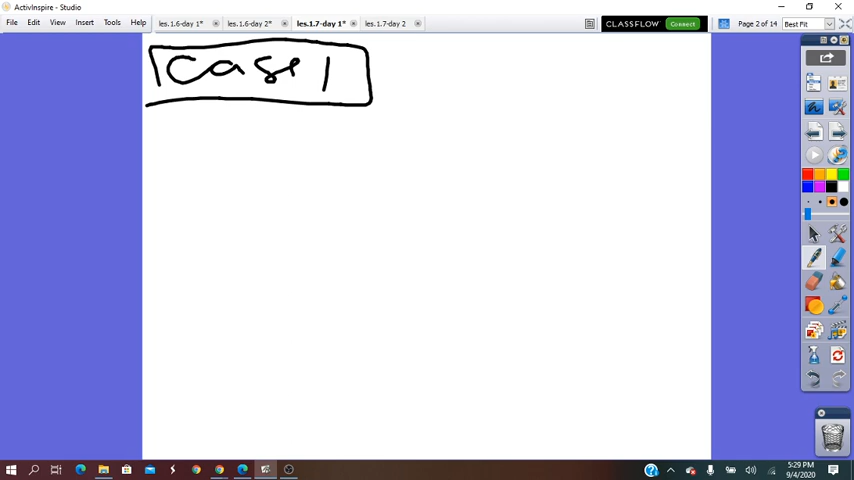 ActivInspire - Studio
File Edit View Insert Tools Help
les.1.6-day 1* les.1.6-day 2* les.1.7-day 1* les.1.7-day 2
CLASSFLOW Connect
Page 2 of 14 Best Fit
Case 1
5:29 PM
9/4/2020